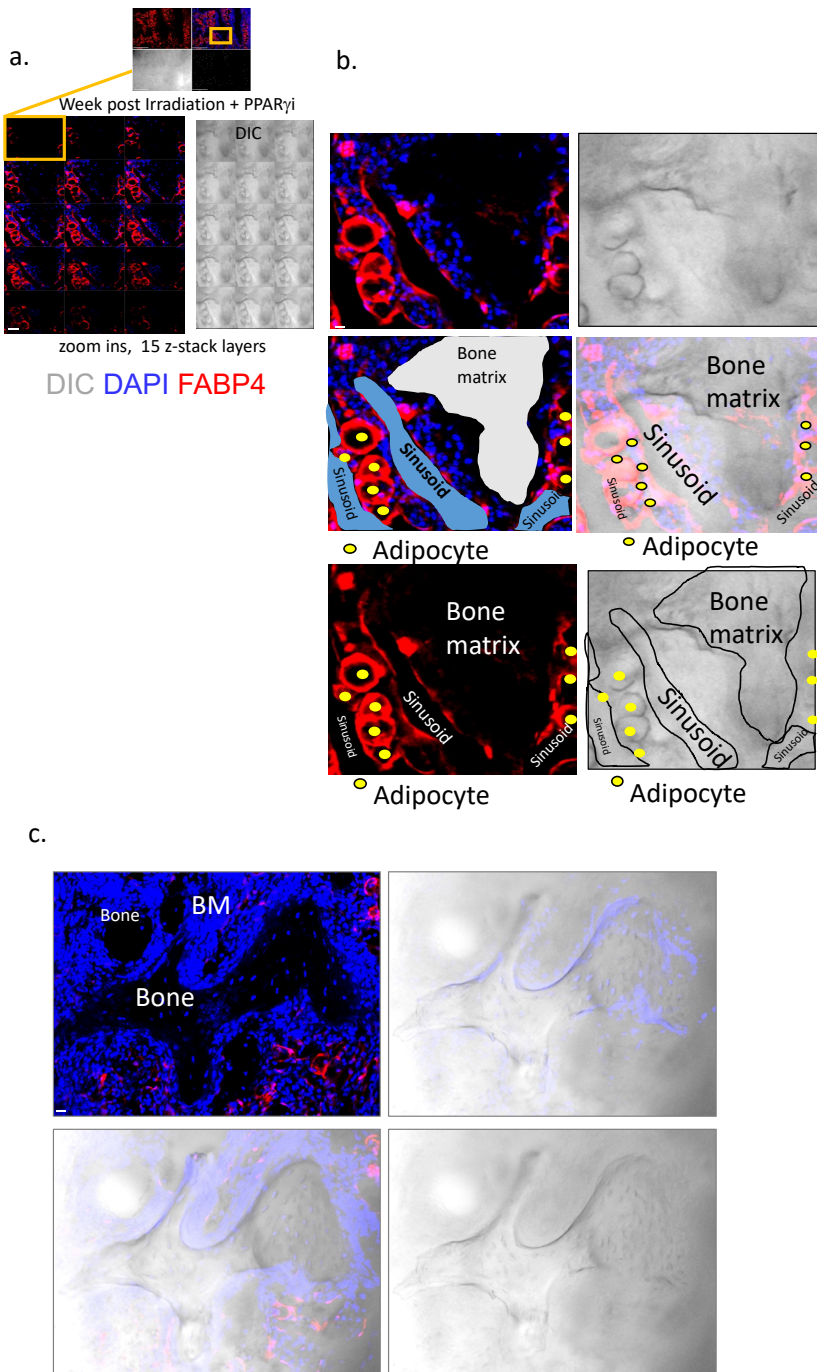 a.
Week post Irradiation + PPARγi
DIC
zoom ins, 15 z-stack layers
DIC DAPI FABP4
b.
Bone
matrix
Sinusoid
Sinusoid
Sinusoid
Adipocyte
Bone
matrix
Sinusoid
Sinusoid
Sinusoid
Adipocyte
Bone
matrix
Sinusoid
Sinusoid
Sinusoid
Adipocyte
Bone
matrix
Sinusoid
Sinusoid
Sinusoid
Adipocyte
c.
Bone
BM
Bone